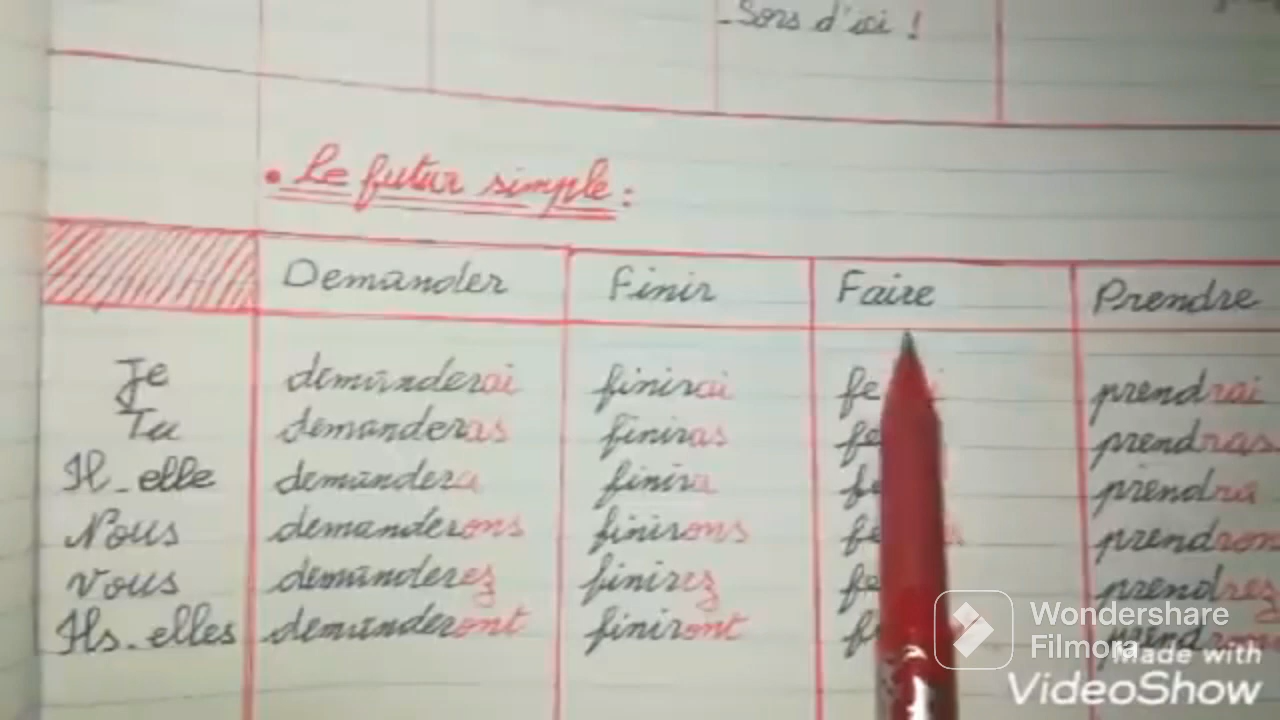 - Sors d'ici !
• Le futur simple :
Demander Finir Faire Prendre
Je demanderai finirai prendrai
Tu demanderas finiras prendras
Il - elle demandera finira prendra
Nous demanderons finirons
Vous demanderez finirez prendrez
Ils - elles demanderont finiront
Wondershare
Filmora
Made with
VideoShow